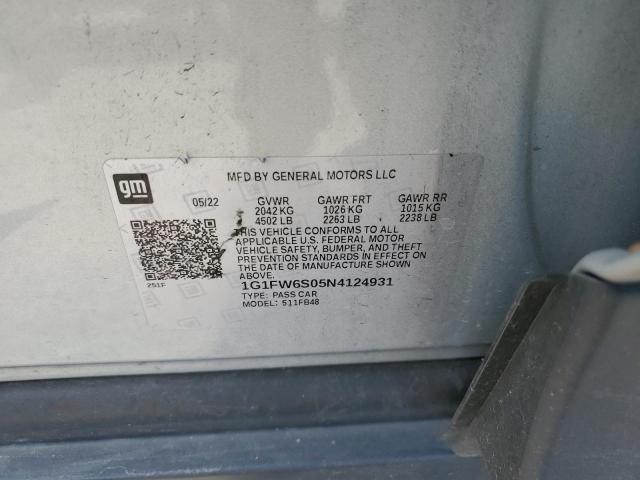 gm
MFD BY GENERAL MOTORS LLC
05/22 GVWR GAWR FRT GAWR RR
2042 KG 1026 KG 1015 KG
4502 LB 2263 LB 2238 LB
THIS VEHICLE CONFORMS TO ALL
APPLICABLE U.S. FEDERAL MOTOR
VEHICLE SAFETY, BUMPER, AND THEFT
PREVENTION STANDARDS IN EFFECT ON
THE DATE OF MANUFACTURE SHOWN
ABOVE.
251F
1G1FW6S05N4124931
TYPE: PASS CAR
MODEL: 511FB48